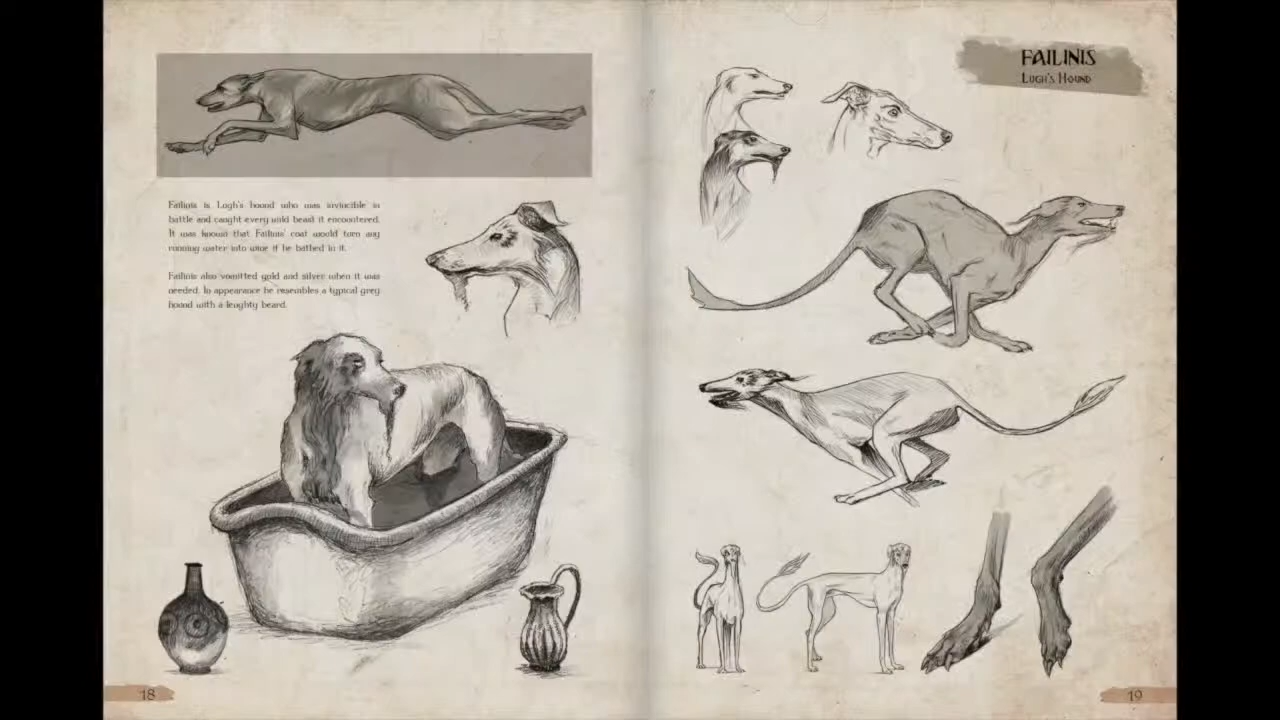 Failinis is Lugh's hound who was invincible in
battle and caught every wild beast it encountered.
It was known that Failinis' coat would turn any
running water into wine if he bathed in it.
Failinis also vomitted gold and silver when it was
needed. In appearance he resembles a typical grey
hound with a lenghty beard.
18
FAILINIS
LUGH'S HOUND
19